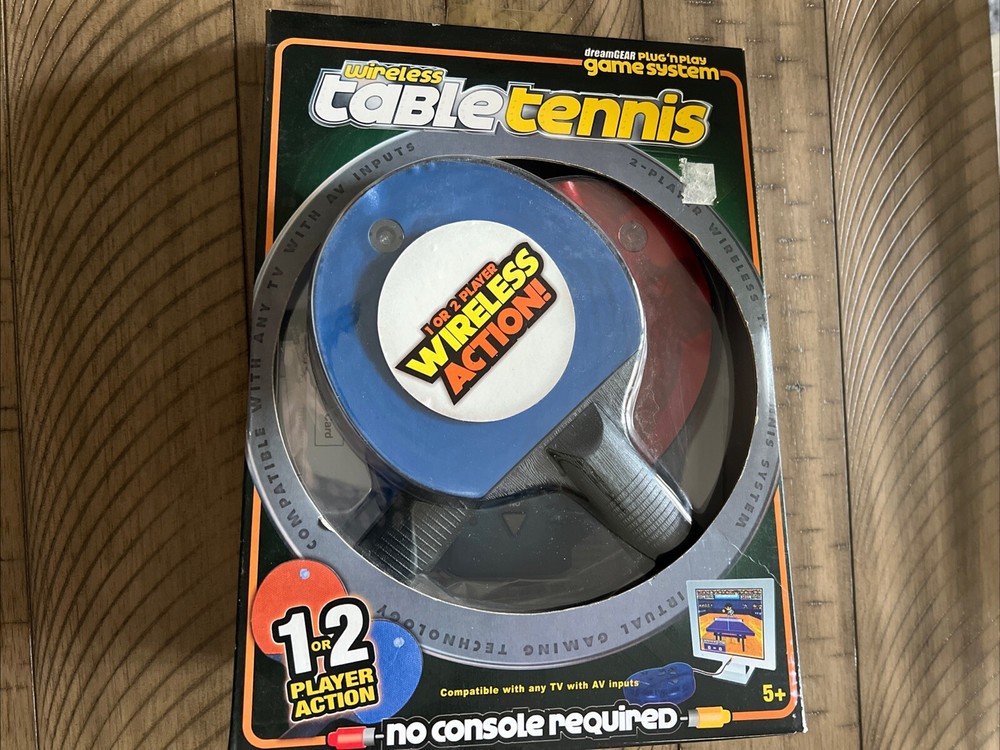 dreamGEAR PLUG 'n PLAY
game system
wireless
table tennis
COMPATIBLE WITH ANY TV WITH AV INPUTS
2-PLAYER WIRELESS
TENNIS SYSTEM
VIRTUAL GAMING TECHNOLOGY
1 OR 2 PLAYER
WIRELESS
ACTION!
1 OR 2
PLAYER
ACTION
Compatible with any TV with AV inputs
5+
no console required